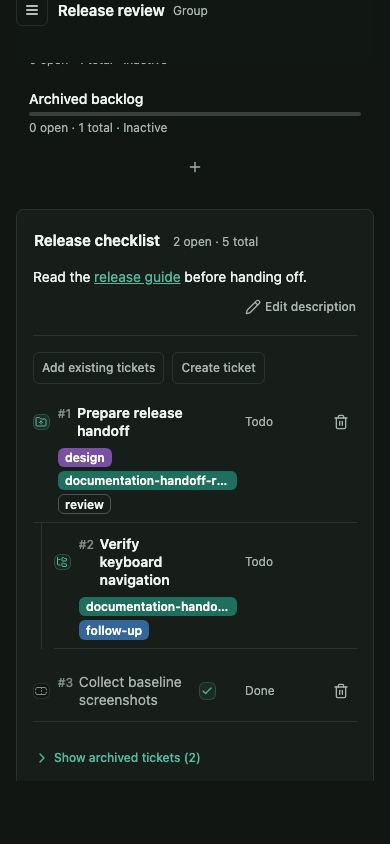 Release review Group
Archived backlog
0 open · 1 total · Inactive
+
Release checklist 2 open · 5 total
Read the release guide before handing off.
Edit description
Add existing tickets Create ticket
#1 Prepare release handoff Todo
design
documentation-handoff-r...
review
#2 Verify keyboard navigation Todo
documentation-hando...
follow-up
#3 Collect baseline screenshots Done
Show archived tickets (2)